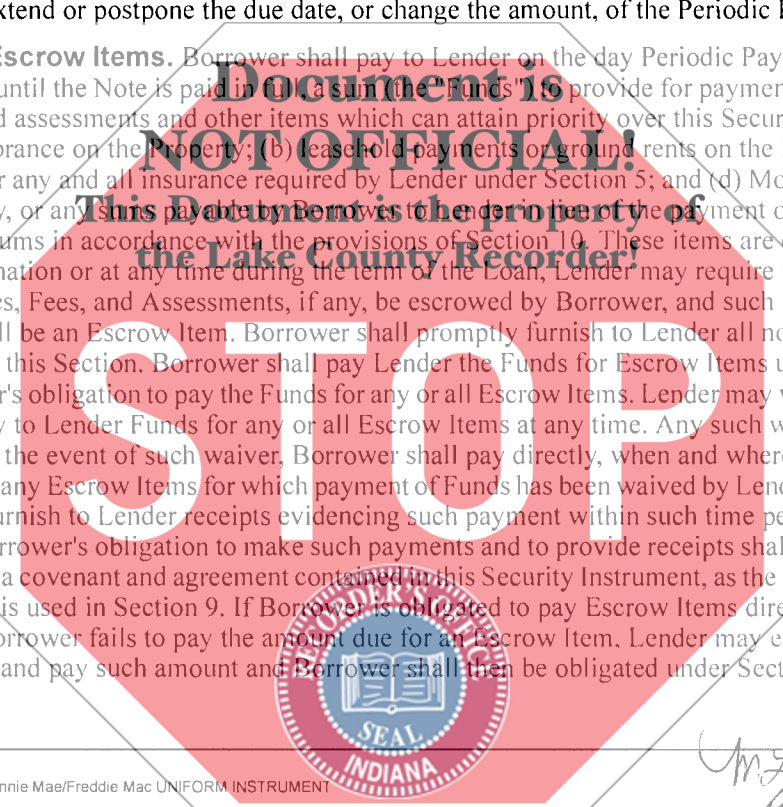 xtend or postpone the due date, or change the amount, of the Periodic
Escrow Items. Borrower shall pay to Lender on the day Periodic Pay
until the Note is paid in full, a sum (the "Funds") to provide for paymen
d assessments and other items which can attain priority over this Secur
brance on the Property; (b) leasehold payments or ground rents on the
r any and all insurance required by Lender under Section 5; and (d) Mo
, or any sums payable by Borrower to Lender in lieu of the payment o
ums in accordance with the provisions of Section 10. These items are
nation or at any time during the term of the Loan, Lender may require
es, Fees, and Assessments, if any, be escrowed by Borrower, and such
ll be an Escrow Item. Borrower shall promptly furnish to Lender all no
this Section. Borrower shall pay Lender the Funds for Escrow Items u
r's obligation to pay the Funds for any or all Escrow Items. Lender may
y to Lender Funds for any or all Escrow Items at any time. Any such w
the event of such waiver, Borrower shall pay directly, when and wher
any Escrow Items for which payment of Funds has been waived by Lend
urnish to Lender receipts evidencing such payment within such time pe
rrower's obligation to make such payments and to provide receipts shal
a covenant and agreement contained in this Security Instrument, as the
is used in Section 9. If Borrower is obligated to pay Escrow Items dire
orrower fails to pay the amount due for an Escrow Item, Lender may e
and pay such amount and Borrower shall then be obligated under Sect
Document is
NOT OFFICIAL!
This Document is the property of
the Lake County Recorder!
STOP
RECORDER'S OFFICE
SEAL
INDIANA
nnie Mae/Freddie Mac UNIFORM INSTRUMENT